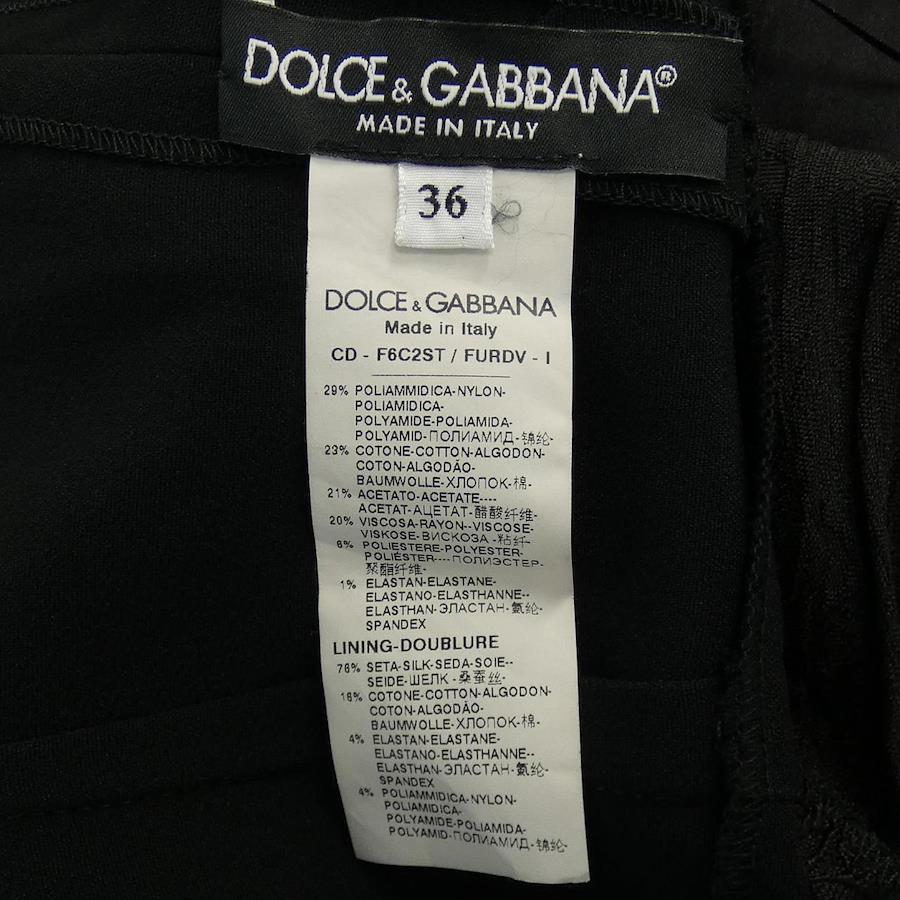 DOLCE & GABBANA®
MADE IN ITALY
36
DOLCE & GABBANA
Made in Italy
CD - F6C2ST / FURDV - I
29% POLIAMMIDICA-NYLON-
POLIAMIDICA-
POLYAMIDE-POLIAMIDA-
POLYAMID-ПОЛИАМИД-锦纶-
23% COTONE-COTTON-ALGODON-
COTON-ALGODÃO-
BAUMWOLLE-ХЛОПОК-棉-
21% ACETATO-ACETATE----
ACETAT-АЦЕТАТ-醋酸纤维-
20% VISCOSA-RAYON--VISCOSE-
VISKOSE-ВИСКОЗА -粘纤-
6% POLIESTERE-POLYESTER-
POLIÉSTER----ПОЛИЭСТЕР-
聚酯纤维-
1% ELASTAN-ELASTANE-
ELASTANO-ELASTHANNE--
ELASTHAN-ЭЛАСТАН-氨纶-
SPANDEX
LINING-DOUBLURE
76% SETA-SILK-SEDA-SOIE--
SEIDE-ШЕЛК -桑蚕丝-
16% COTONE-COTTON-ALGODON-
COTON-ALGODÃO-
BAUMWOLLE-ХЛОПОК-棉-
4% ELASTAN-ELASTANE-
ELASTANO-ELASTHANNE--
ELASTHAN-ЭЛАСТАН-氨纶-
SPANDEX
4% POLIAMMIDICA-NYLON-
POLIAMIDICA-
POLYAMIDE-POLIAMIDA-
POLYAMID-ПОЛИАМИД-锦纶-